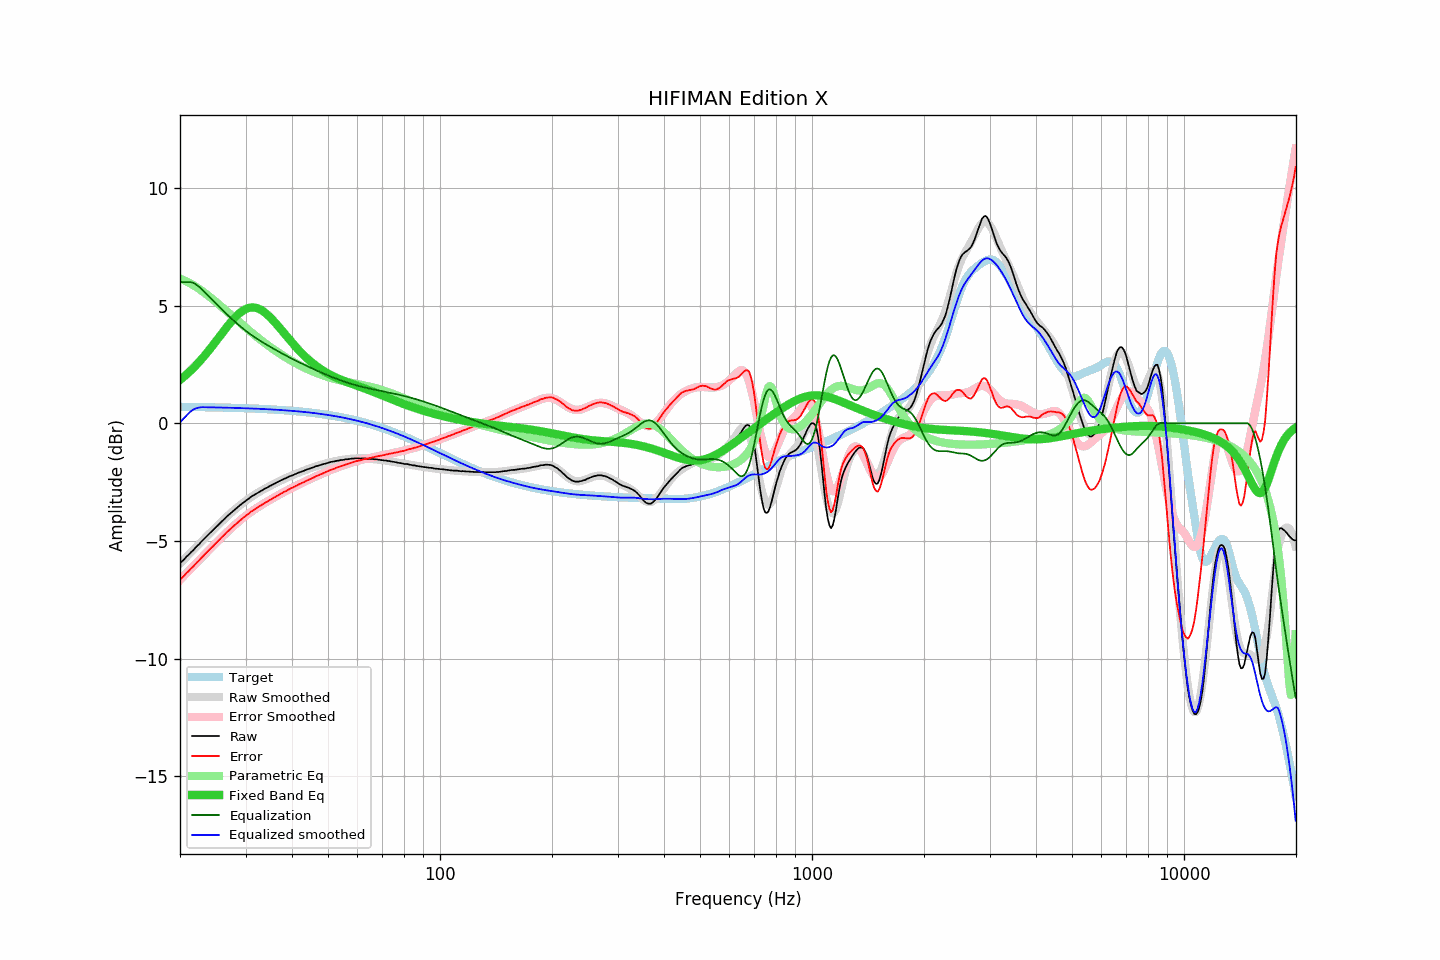 HIFIMAN Edition X
Amplitude (dBr)
10
5
0
−5
−10
−15
Target
Raw Smoothed
Error Smoothed
Raw
Error
Parametric Eq
Fixed Band Eq
Equalization
Equalized smoothed
100 1000 10000
Frequency (Hz)